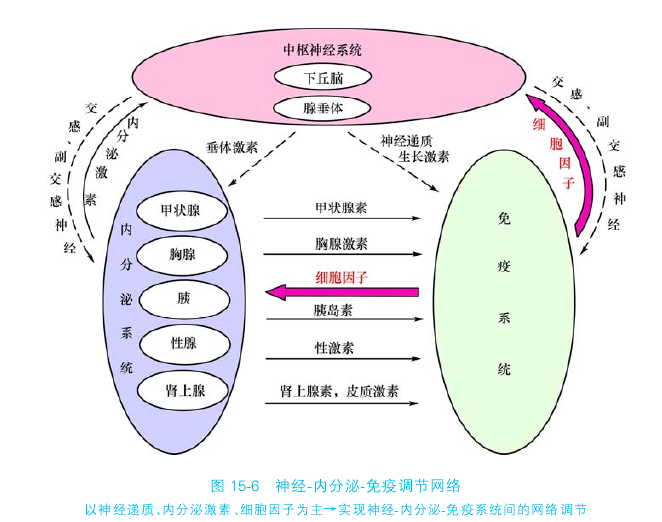 中枢神经系统
下丘脑
腺垂体
交感、副交感神经
内分泌激素
垂体激素
神经递质
生长激素
细胞因子
交感、副交感神经
内分泌系统
甲状腺
胸腺
胰
性腺
肾上腺
甲状腺素
胸腺激素
细胞因子
胰岛素
性激素
肾上腺素，皮质激素
免疫系统
图 15-6 神经-内分泌-免疫调节网络
以神经递质、内分泌激素、细胞因子为主→实现神经-内分泌-免疫系统间的网络调节